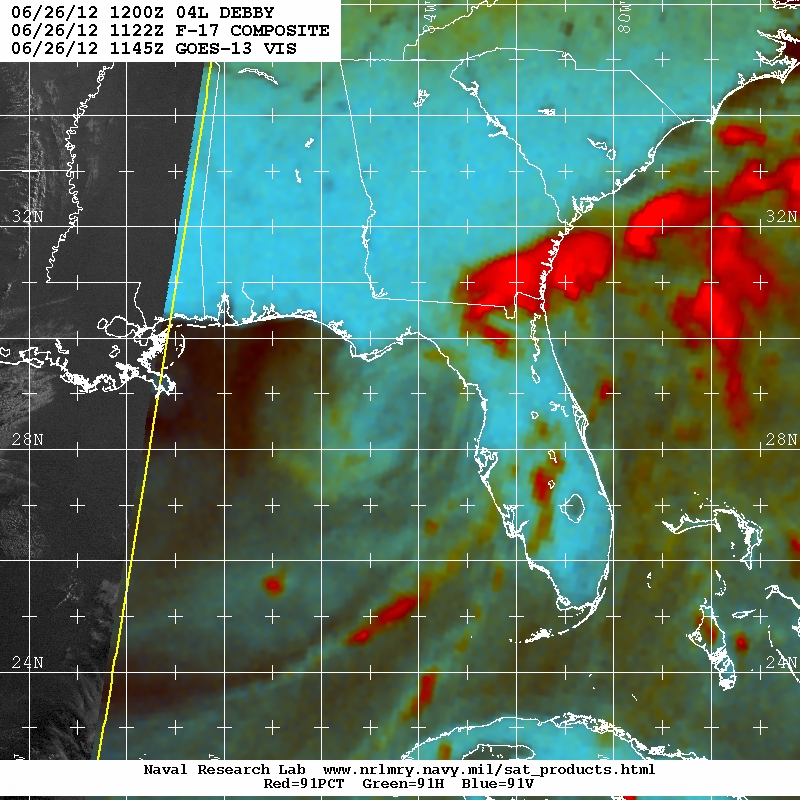 06/26/12 1200Z 04L DEBBY
06/26/12 1122Z F-17 COMPOSITE
06/26/12 1145Z GOES-13 VIS
84W
80W
32N
32N
28N
28N
24N
24N
Naval Research Lab www.nrlmry.navy.mil/sat_products.html
Red=91PCT Green=91H Blue=91V